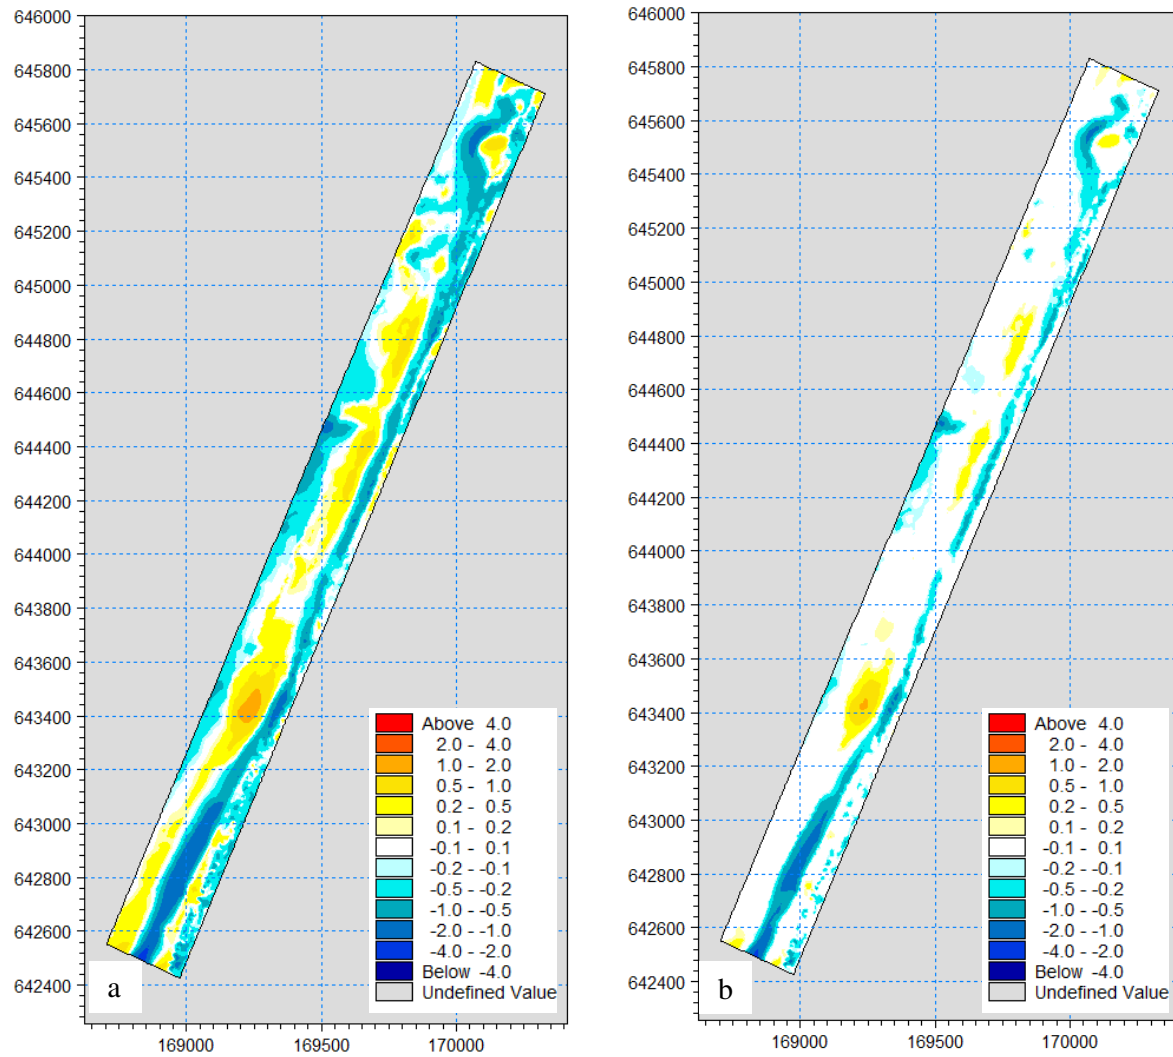 646000
645800
645600
645400
645200
645000
644800
644600
644400
644200
644000
643800
643600
643400
643200
643000
642800
642600
642400
169000 169500 170000
Above 4.0
2.0 - 4.0
1.0 - 2.0
0.5 - 1.0
0.2 - 0.5
0.1 - 0.2
-0.1 - 0.1
-0.2 - -0.1
-0.5 - -0.2
-1.0 - -0.5
-2.0 - -1.0
-4.0 - -2.0
Below -4.0
Undefined Value
a
646000
645800
645600
645400
645200
645000
644800
644600
644400
644200
644000
643800
643600
643400
643200
643000
642800
642600
642400
169000 169500 170000
Above 4.0
2.0 - 4.0
1.0 - 2.0
0.5 - 1.0
0.2 - 0.5
0.1 - 0.2
-0.1 - 0.1
-0.2 - -0.1
-0.5 - -0.2
-1.0 - -0.5
-2.0 - -1.0
-4.0 - -2.0
Below -4.0
Undefined Value
b